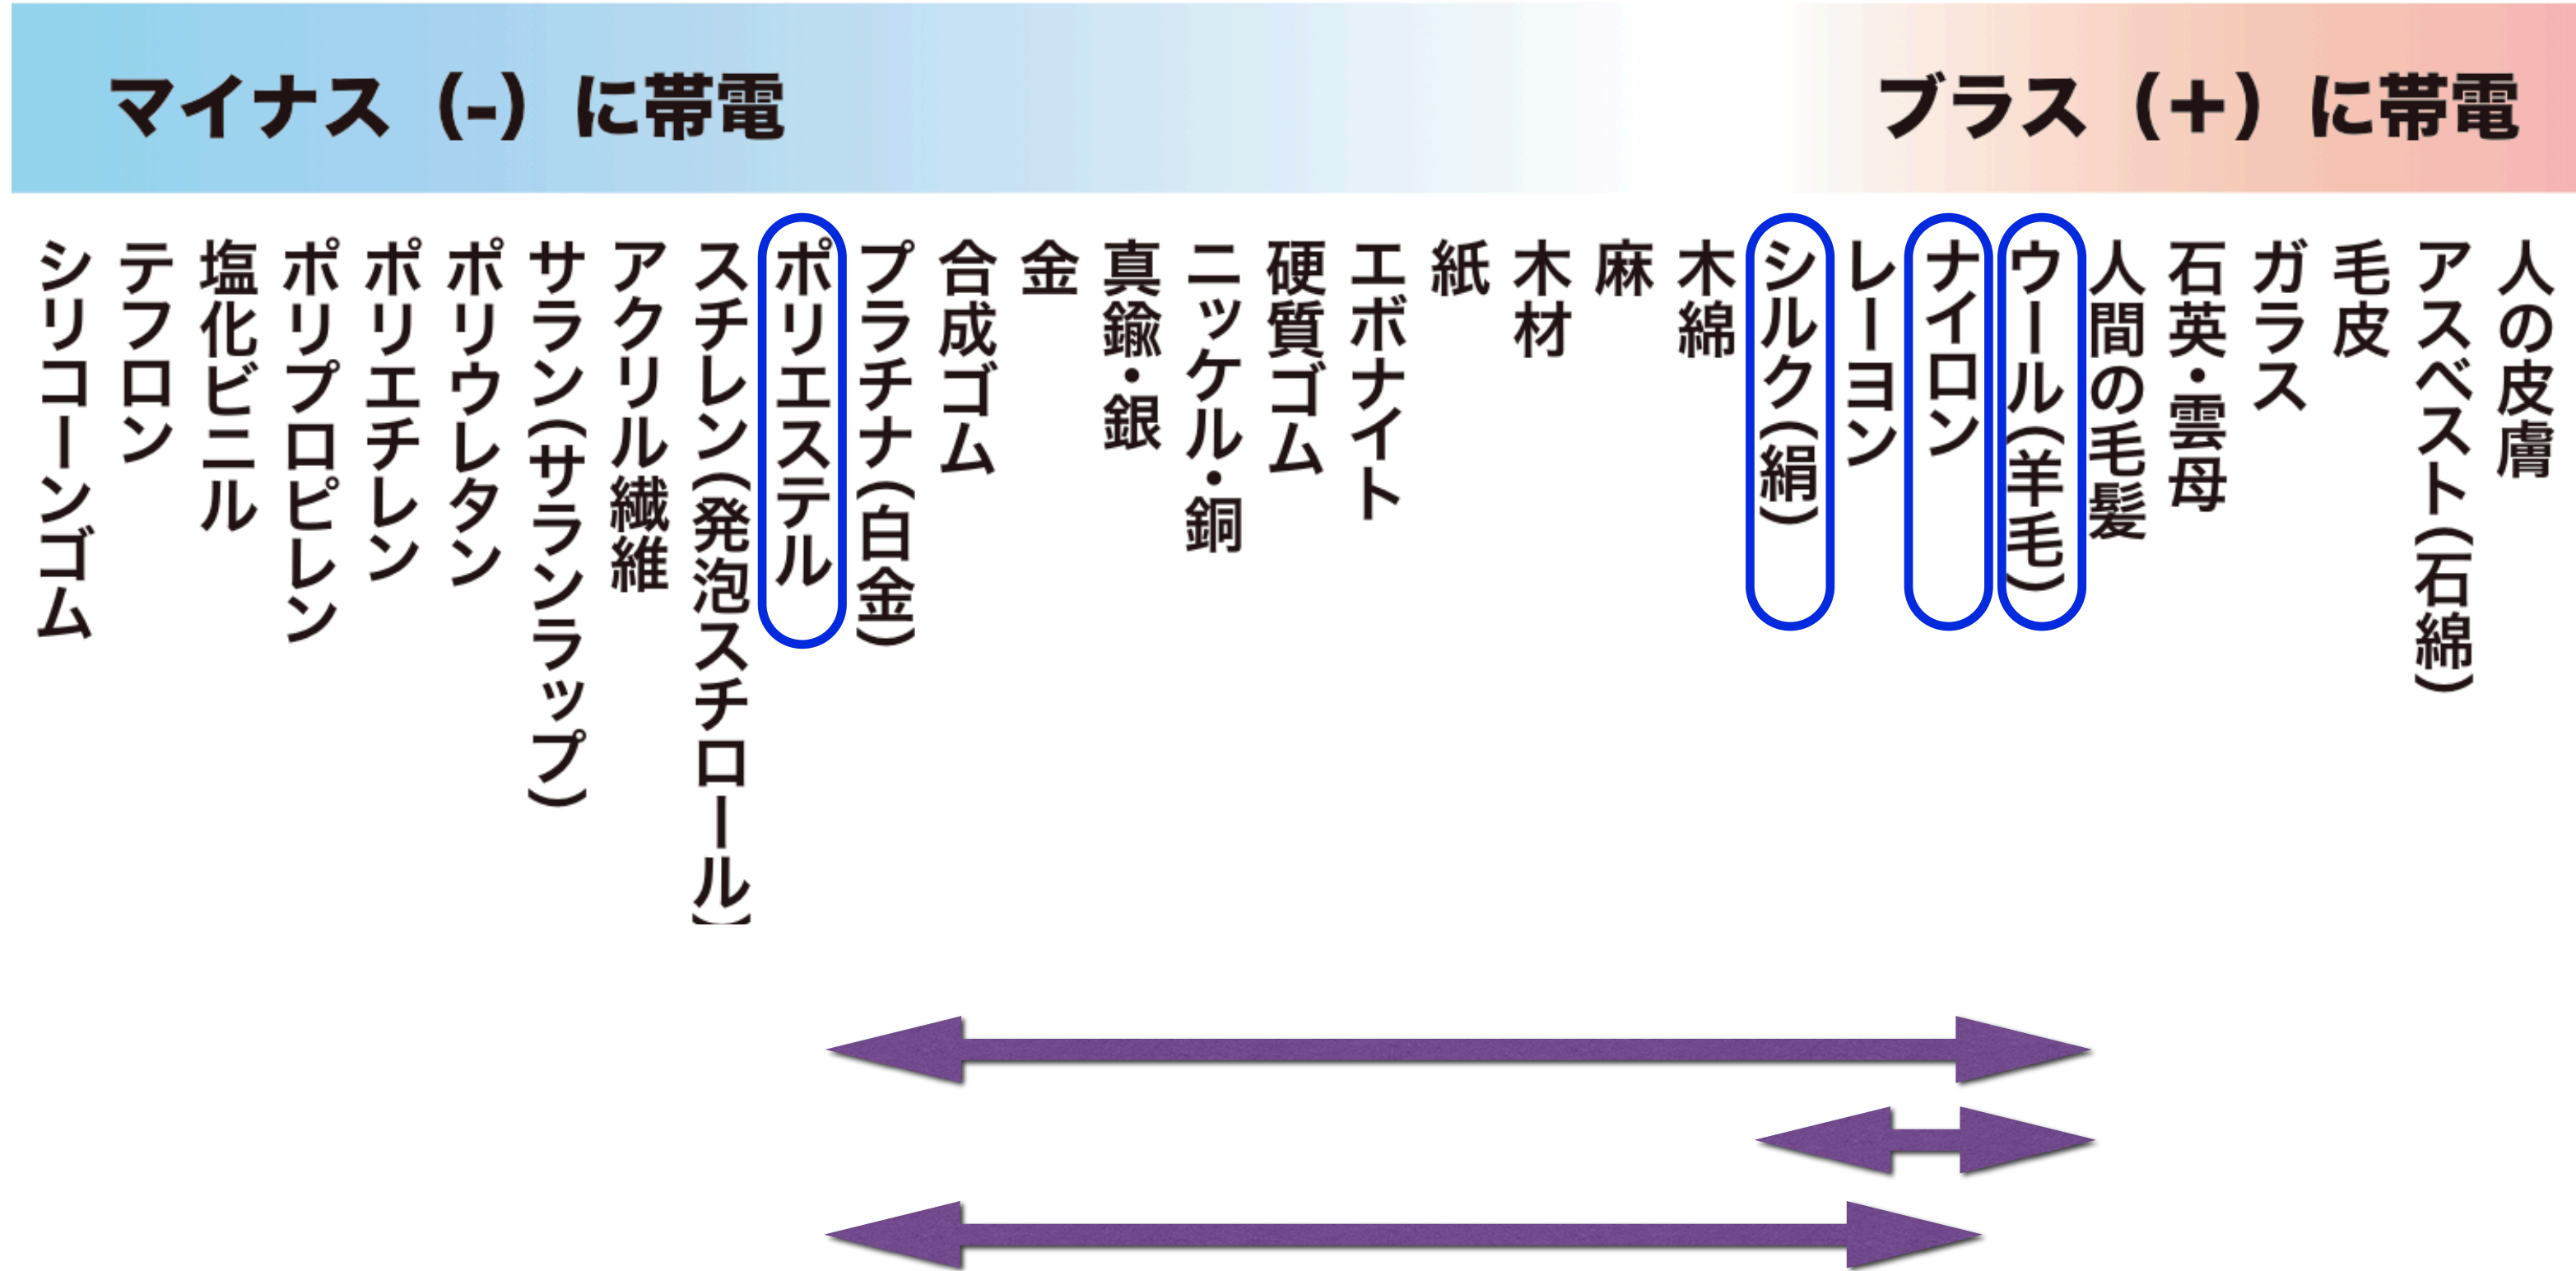 マイナス（-）に帯電
プラス（+）に帯電
シリコーンゴム
テフロン
塩化ビニル
ポリプロピレン
ポリエチレン
ポリウレタン
サラン（サランラップ）
アクリル繊維
スチレン（発泡スチロール）
ポリエステル
プラチナ（白金）
合成ゴム
金
真鍮・銀
ニッケル・銅
硬質ゴム
エボナイト
紙
木材
麻
木綿
シルク（絹）
レーヨン
ナイロン
ウール（羊毛）
人間の毛髪
石英・雲母
ガラス
毛皮
アスベスト（石綿）
人の皮膚